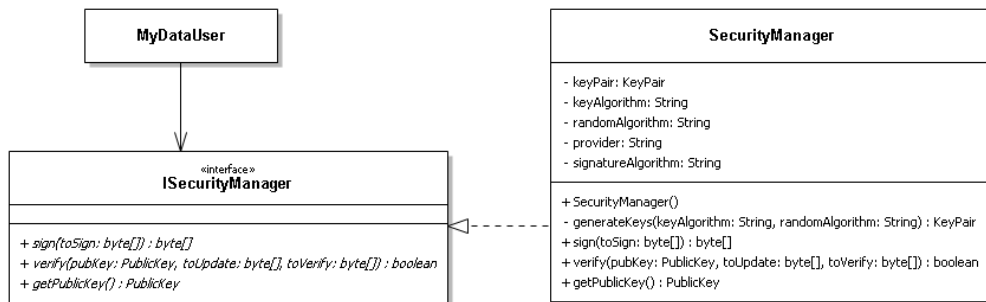 MyDataUser
«interface»
ISecurityManager
+ sign(toSign: byte[]) : byte[]
+ verify(pubKey: PublicKey, toUpdate: byte[], toVerify: byte[]) : boolean
+ getPublicKey() : PublicKey
SecurityManager
- keyPair: KeyPair
- keyAlgorithm: String
- randomAlgorithm: String
- provider: String
- signatureAlgorithm: String
+ SecurityManager()
- generateKeys(keyAlgorithm: String, randomAlgorithm: String) : KeyPair
+ sign(toSign: byte[]) : byte[]
+ verify(pubKey: PublicKey, toUpdate: byte[], toVerify: byte[]) : boolean
+ getPublicKey() : PublicKey